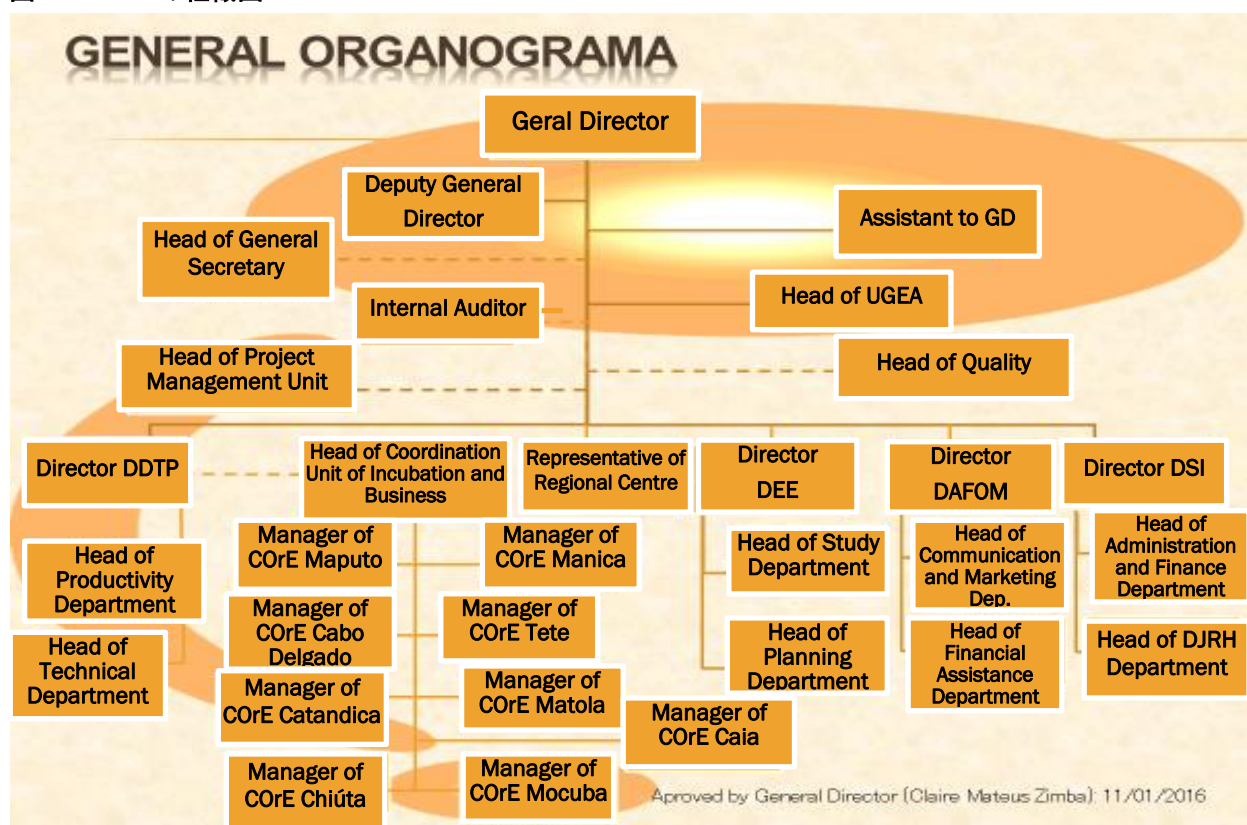 GENERAL ORGANOGRAMA
Geral Director
Deputy General
Director
Assistant to GD
Head of General
Secretary
Internal Auditor
Head of UGEA
Head of Project
Management Unit
Head of Quality
Director DDTP
Head of Coordination
Unit of Incubation and
Business
Representative of
Regional Centre
Director
DEE
Director
DAFOM
Director DSI
Head of
Productivity
Department
Head of
Technical
Department
Manager of
COrE Maputo
Manager of
COrE Manica
Manager of
COrE Cabo
Delgado
Manager of
COrE Tete
Manager of
COrE Catandica
Manager of
COrE Matola
Manager of
COrE Caia
Manager of
COrE Chiúta
Manager of
COrE Mocuba
Head of Study
Department
Head of
Planning
Department
Head of
Communication
and Marketing
Dep.
Head of
Financial
Assistance
Department
Head of
Administration
and Finance
Department
Head of DJRH
Department
Aproved by General Director (Claire Mateus Zimba); 11/01/2016